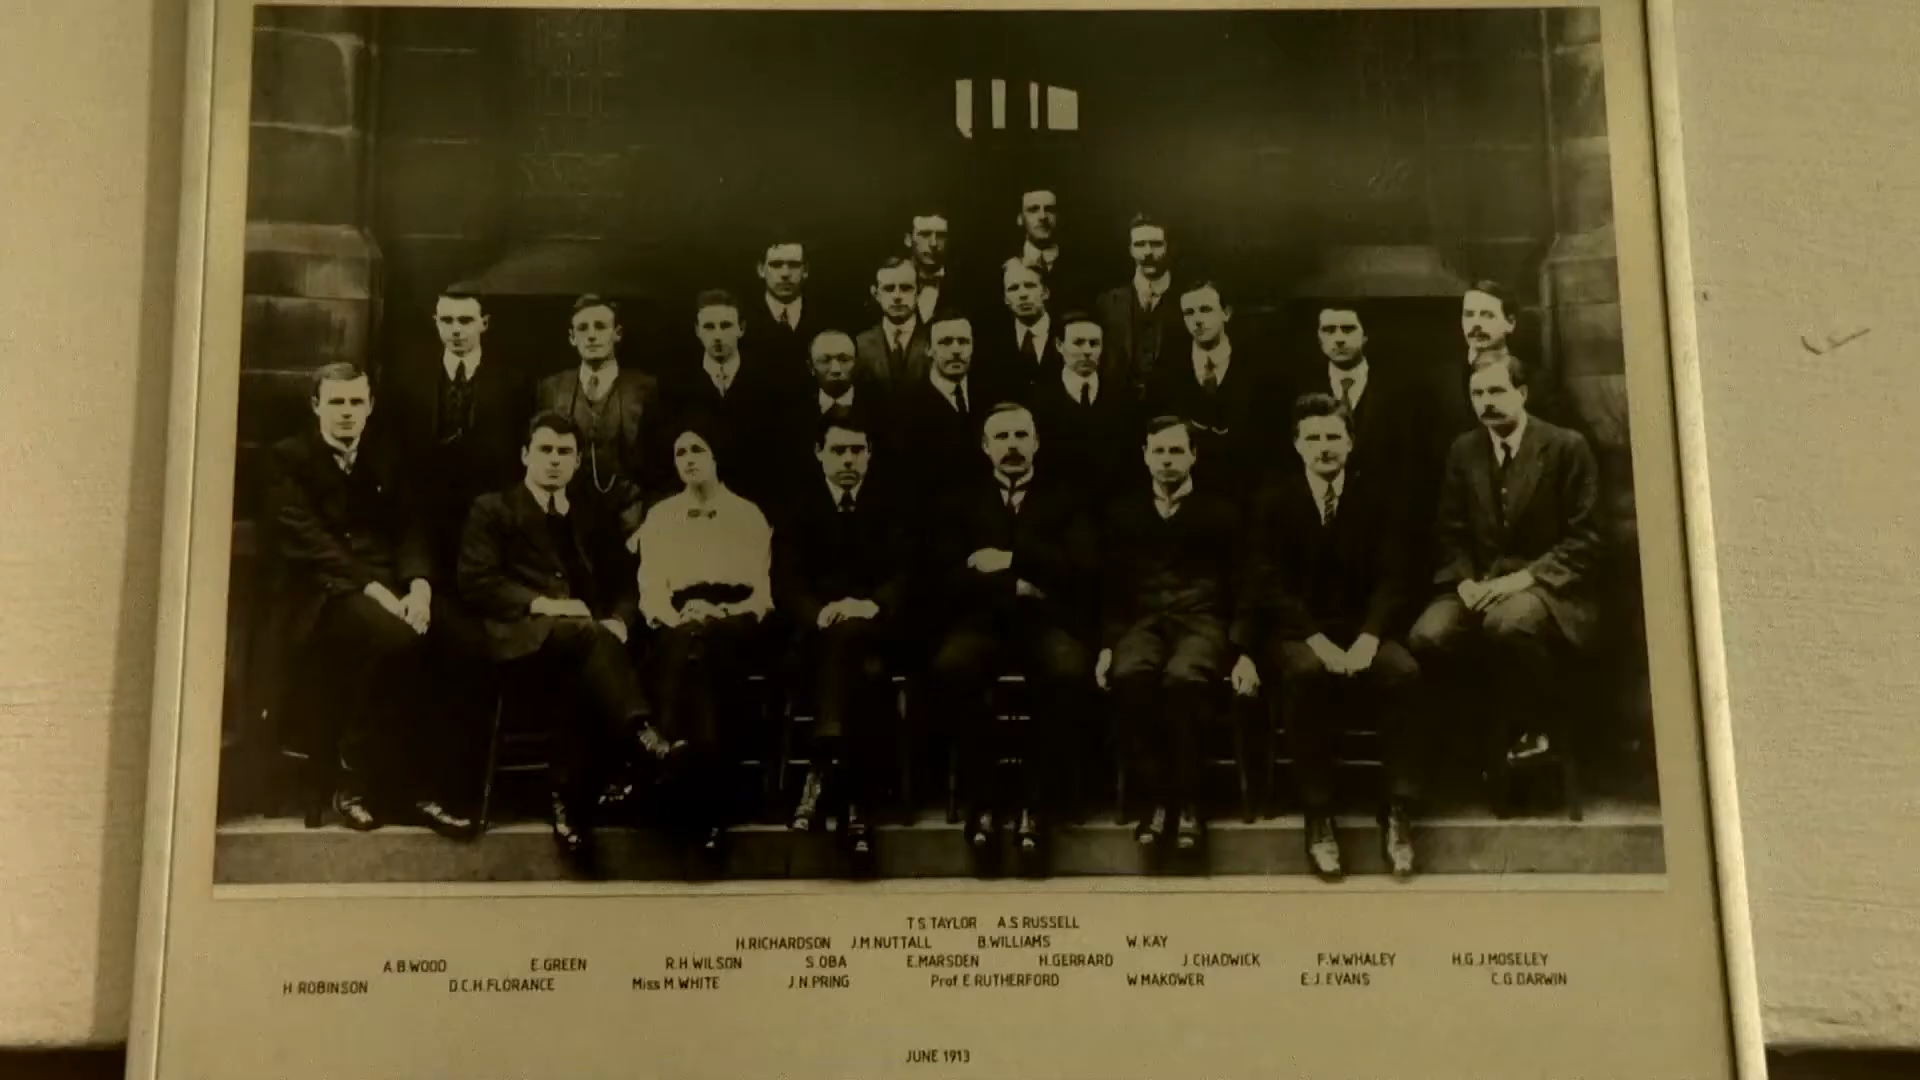 T.S.TAYLOR A.S.RUSSELL
H.RICHARDSON J.M.NUTTALL B.WILLIAMS W.KAY
A.B.WOOD E.GREEN R.H.WILSON S.OBA E.MARSDEN H.GERRARD J.CHADWICK F.W.WHALEY H.G.J.MOSELEY
H.ROBINSON D.C.H.FLORANCE Miss M.WHITE J.N.PRING Prof E.RUTHERFORD W.MAKOWER E.J.EVANS C.G.DARWIN
JUNE 1913